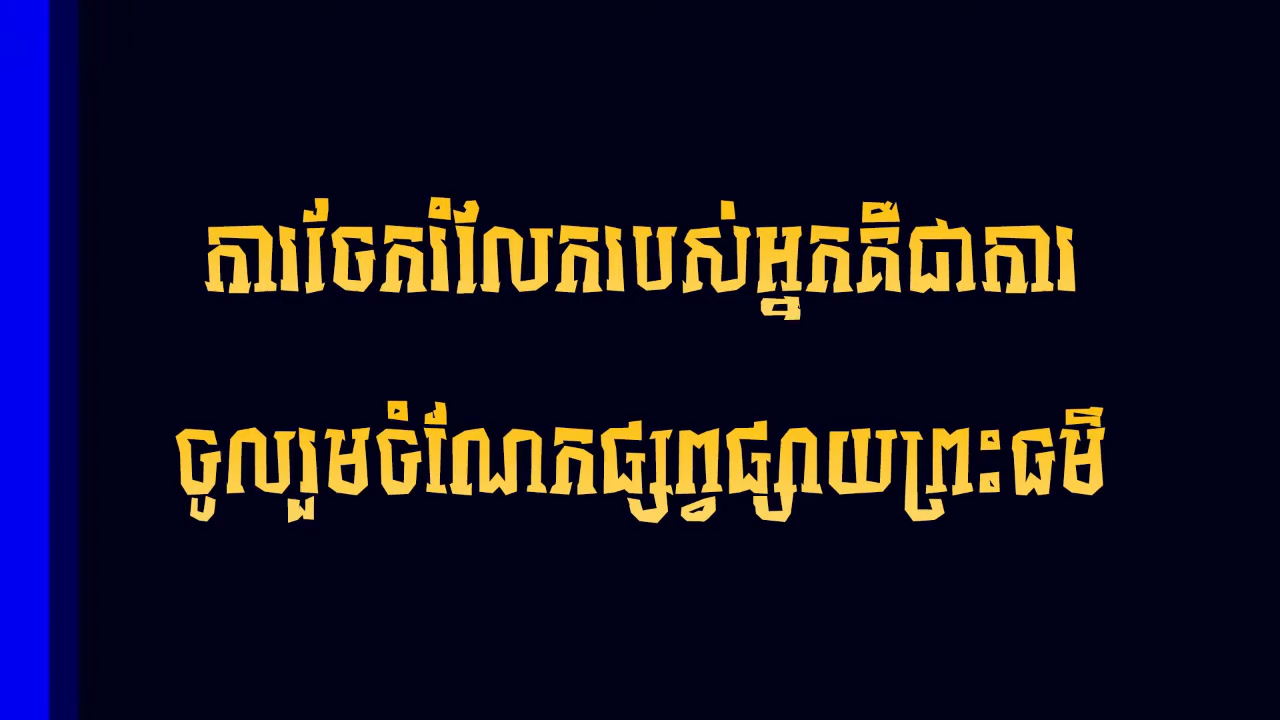 ការចែករំលែករបស់អ្នកគឺជាការ
ចូលរួមចំណែកផ្សព្វផ្សាយព្រះធម៌